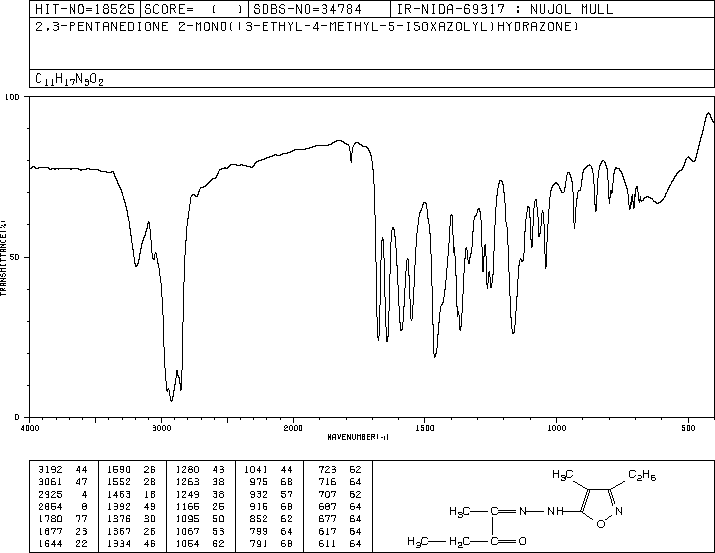 HIT-NO=18525 SCORE= ( ) SDBS-NO=34784 IR-NIDA-69317 : NUJOL MULL
2,3-PENTANEDIONE 2-MONO((3-ETHYL-4-METHYL-5-ISOXAZOLYL)HYDRAZONE)
C11H17N3O2
100
50
0
TRANSMITTANCE(%)
4000 3000 2000 1500 1000 500
WAVENUMBER(-1)
3192 44 1590 26 1280 43 1041 44 723 62
3061 47 1552 28 1263 38 975 68 716 64
2925 4 1463 18 1249 38 932 57 707 62
2854 8 1392 49 1165 25 916 68 687 64
1780 77 1376 30 1095 50 852 62 677 64
1677 23 1367 26 1067 53 799 64 617 64
1644 22 1334 46 1054 62 791 68 611 64
H3C C2H5
H3C N NH N
O
H3C H2C O